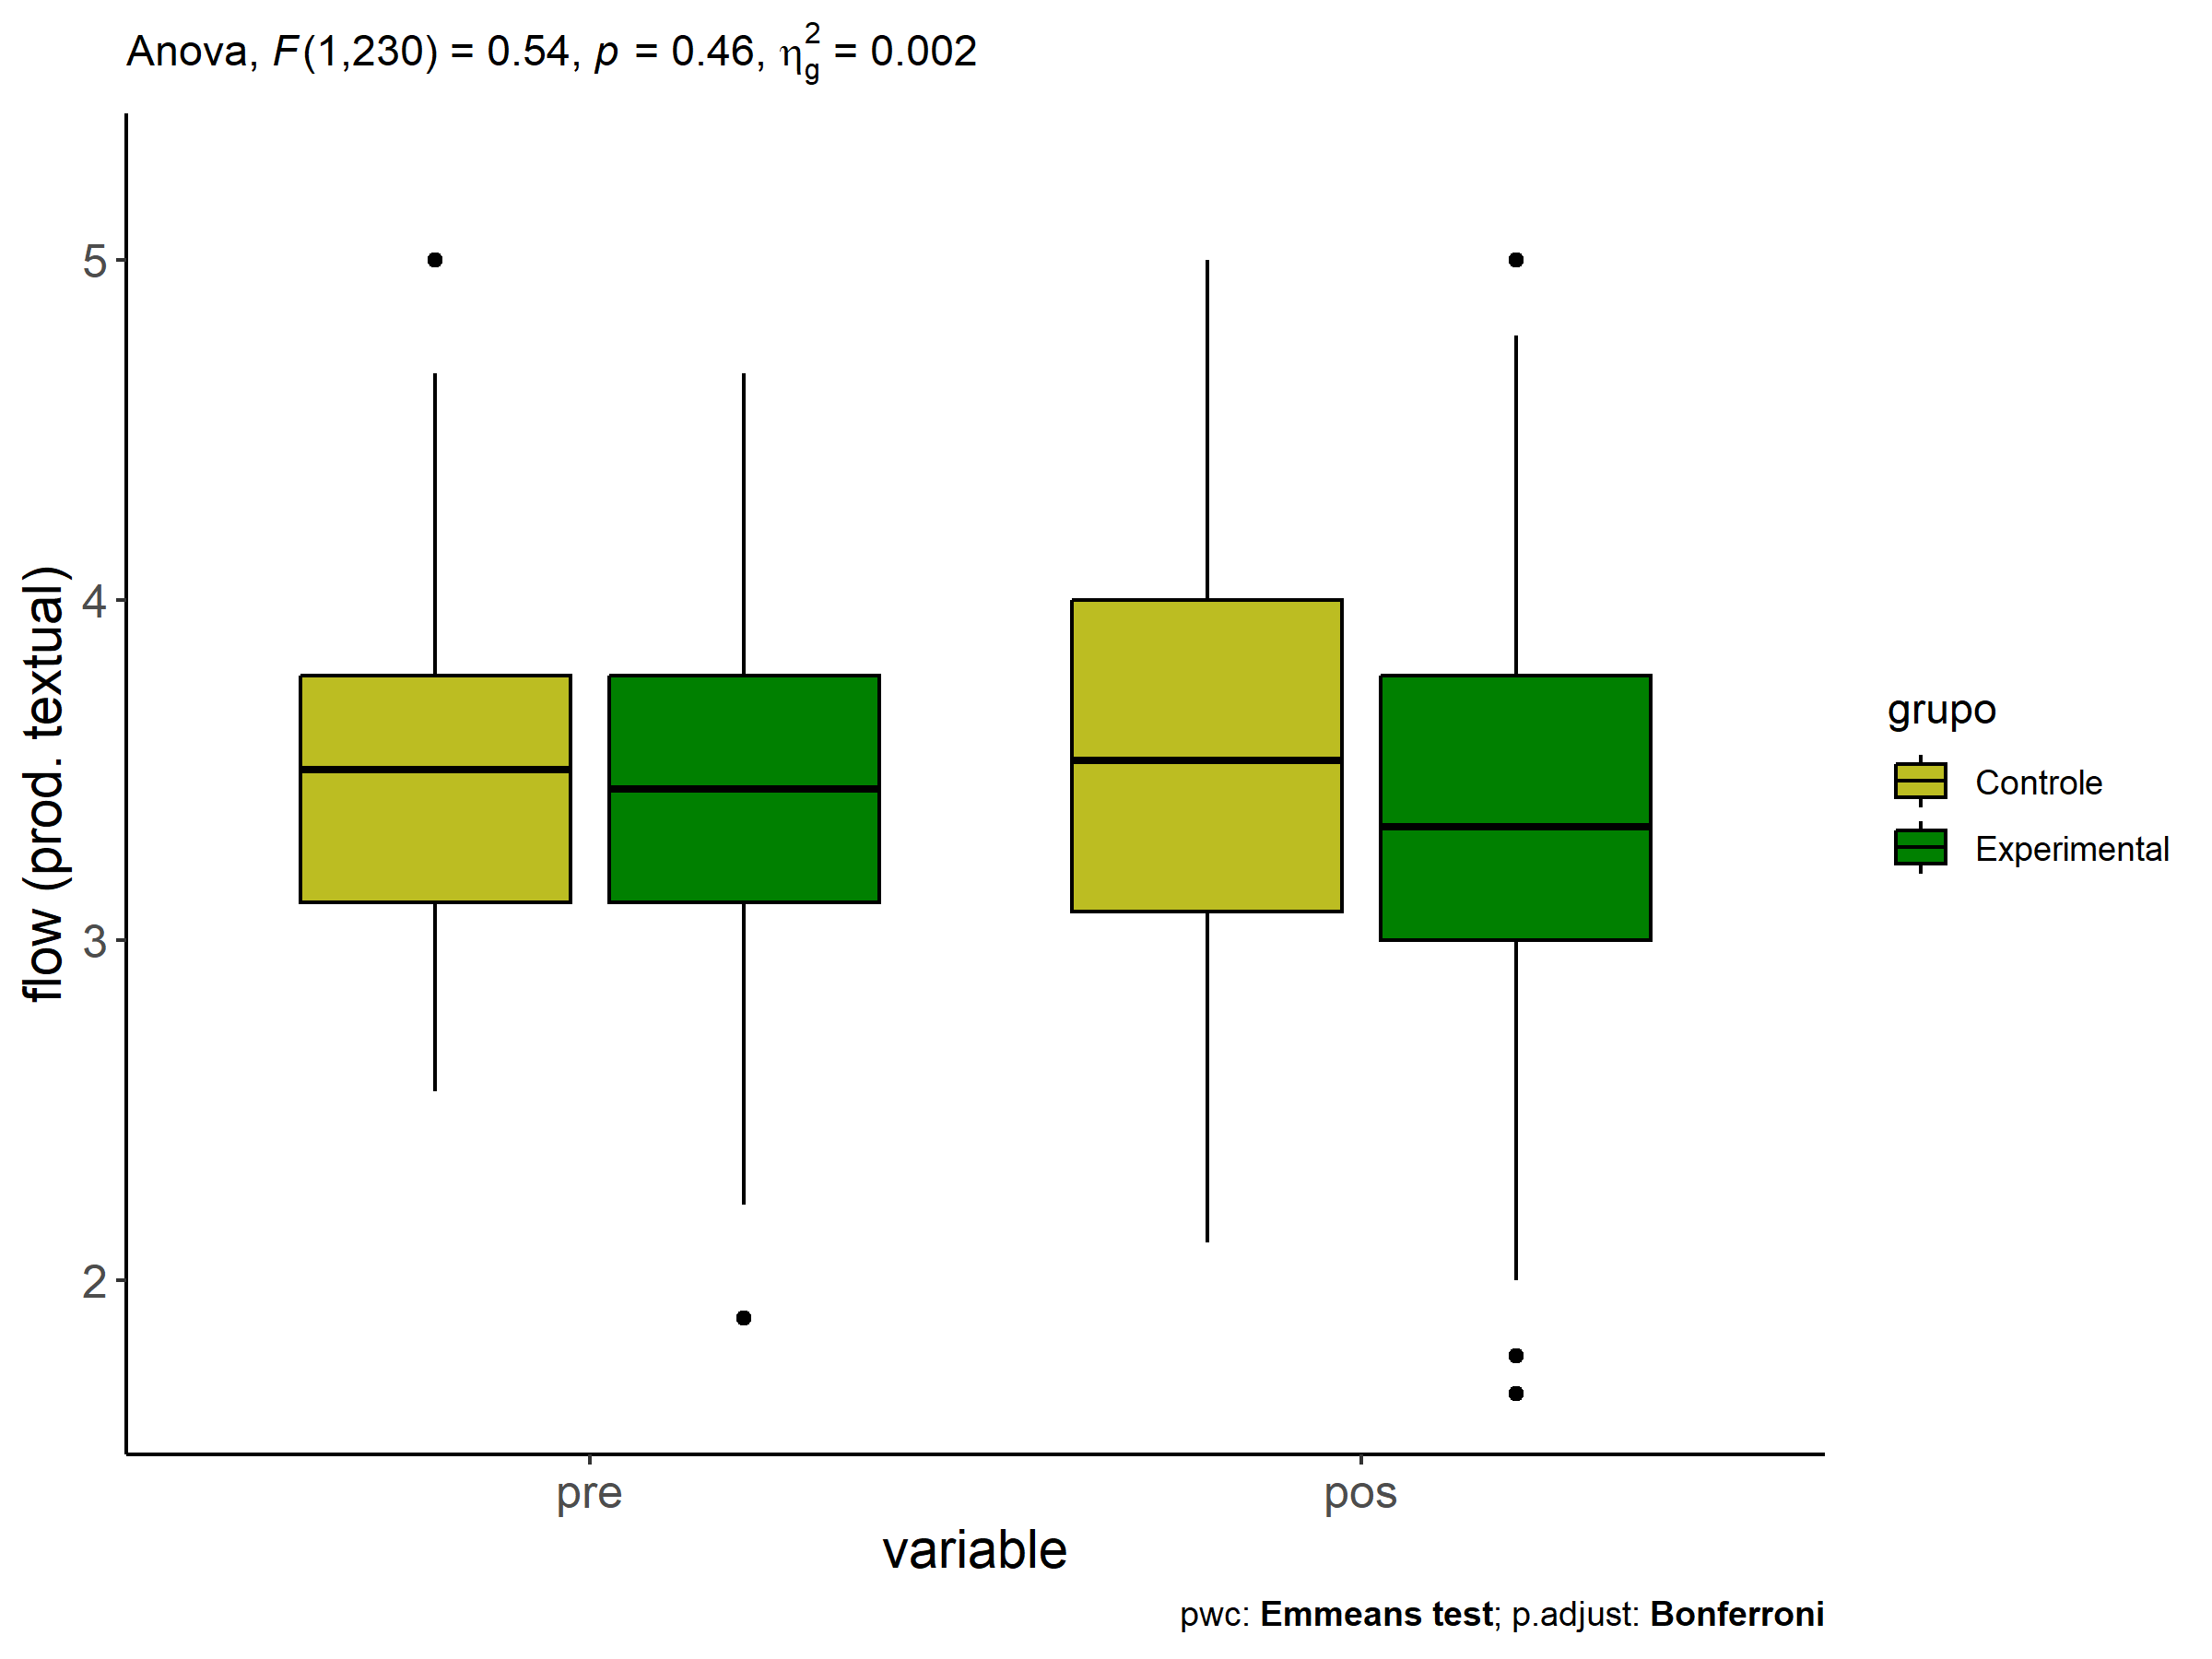 Anova, F(1,230) = 0.54, p = 0.46, η²g = 0.002
flow (prod. textual)
5
4
3
2
pre
pos
variable
grupo
Controle
Experimental
pwc: Emmeans test; p.adjust: Bonferroni